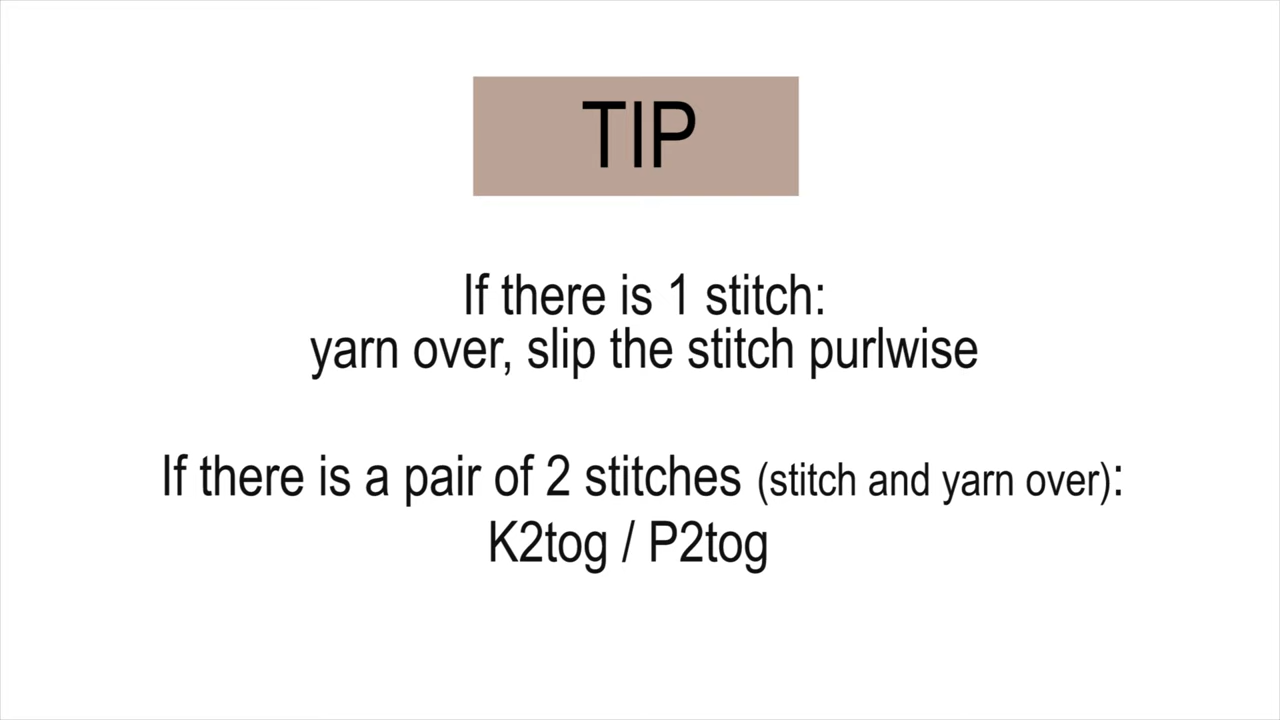 TIP
If there is 1 stitch:
yarn over, slip the stitch purlwise
If there is a pair of 2 stitches (stitch and yarn over):
K2tog / P2tog